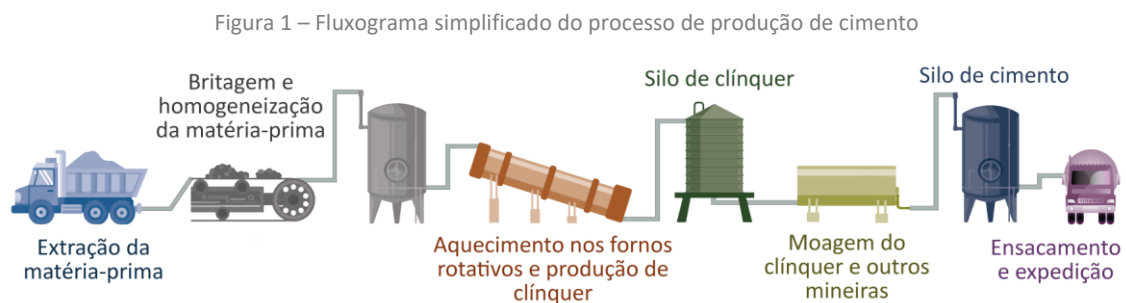 Figura 1 – Fluxograma simplificado do processo de produção de cimento
Britagem e
homogeneização
da matéria-prima
Silo de clínquer
Silo de cimento
Extração da
matéria-prima
Aquecimento nos fornos
rotativos e produção de
clínquer
Moagem do
clínquer e outros
mineiras
Ensacamento
e expedição